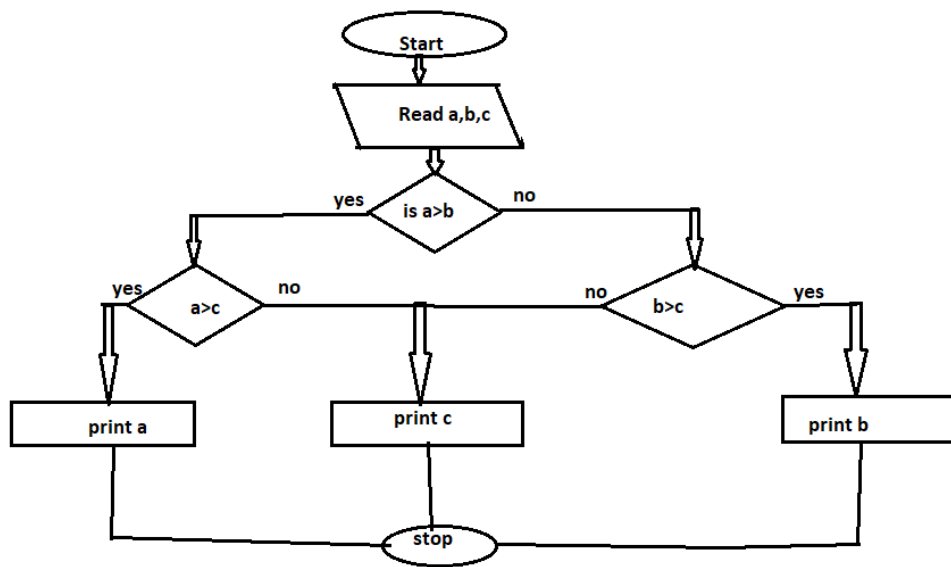 Start
Read a,b,c
yes
is a>b
no
yes
a>c
no
no
b>c
yes
print a
print c
print b
stop